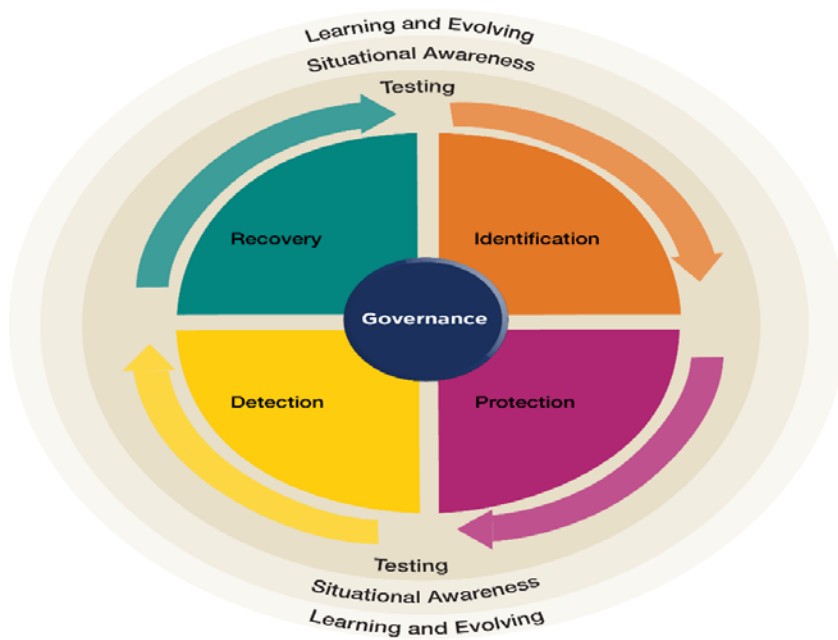 Learning and Evolving
Situational Awareness
Testing
Recovery
Identification
Governance
Detection
Protection
Testing
Situational Awareness
Learning and Evolving